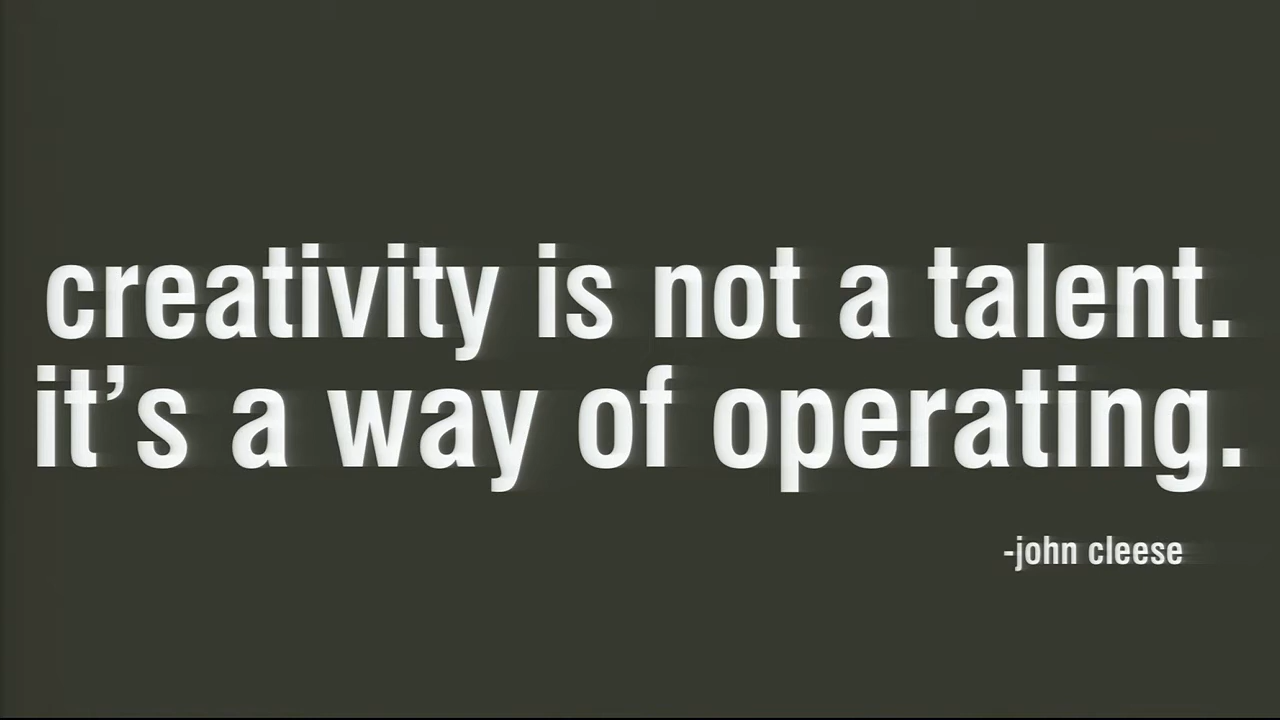 creativity is not a talent.
it’s a way of operating.
-john cleese